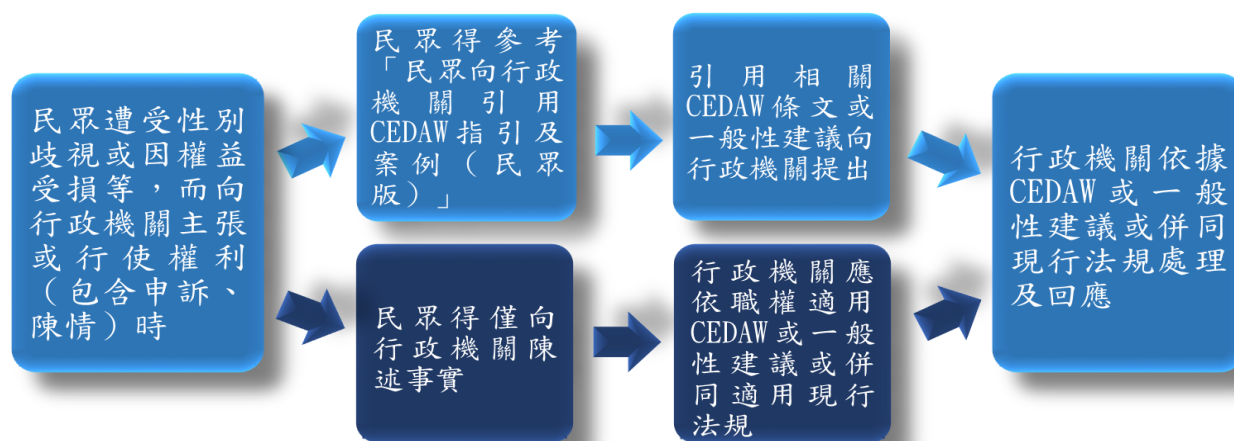 民眾遭受性別
歧視或因權益
受損等，而向
行政機關主張
或行使權利
（包含申訴、
陳情）時
民眾得參考
「民眾向行政
機關引用
CEDAW指引及
案例（民眾
版）」
引用相關
CEDAW條文或
一般性建議向
行政機關提出
民眾得僅向
行政機關陳
述事實
行政機關應
依職權適用
CEDAW或一般
性建議或併
同適用現行
法規
行政機關依據
CEDAW或一般
性建議或併同
現行法規處理
及回應